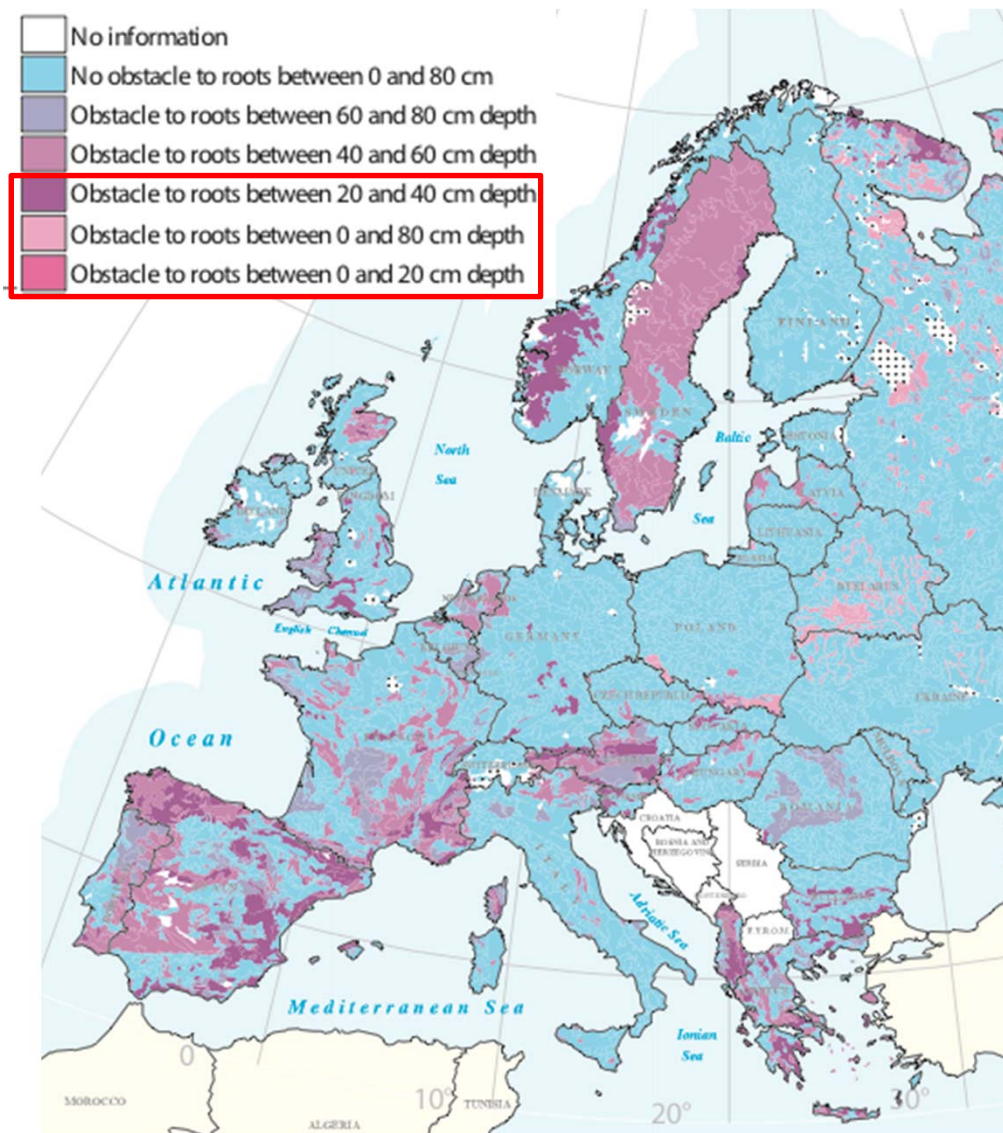 No information
No obstacle to roots between 0 and 80 cm
Obstacle to roots between 60 and 80 cm depth
Obstacle to roots between 40 and 60 cm depth
Obstacle to roots between 20 and 40 cm depth
Obstacle to roots between 0 and 80 cm depth
Obstacle to roots between 0 and 20 cm depth
FINLAND
NORWAY
SWEDEN
North
Sea
Baltic
Sea
ESTONIA
UNITED
KINGDOM
IRELAND
DENMARK
LATVIA
LITHUANIA
BYELARUS
Atlantic
English Channel
GERMANY
POLAND
CZECH REPUBLIC
UKRAINE
Ocean
HUNGARY
ROMANIA
CROATIA
BOSNIA AND
HERZEGOVINA
SERBIA
F.Y.R.O.M.
Adriatic Sea
Mediterranean Sea
Ionian
Sea
0
10°
20°
30°
MOROCCO
ALGERIA
TUNISIA